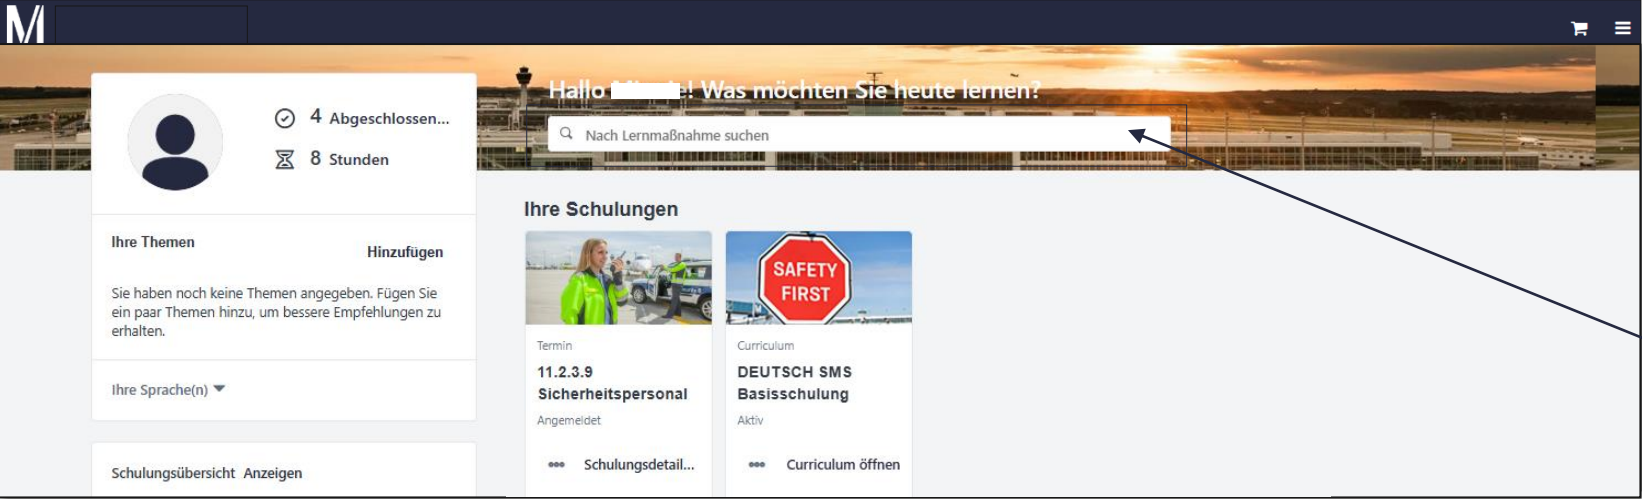 M
4 Abgeschlossen...
8 Stunden
Ihre Themen
Hinzufügen
Sie haben noch keine Themen angegeben. Fügen Sie
ein paar Themen hinzu, um bessere Empfehlungen zu
erhalten.
Ihre Sprache(n)
Schulungsübersicht Anzeigen
Hallo ! Was möchten Sie heute lernen?
Nach Lernmaßnahme suchen
Ihre Schulungen
Termin
11.2.3.9
Sicherheitspersonal
Angemeldet
Schulungsdetail...
SAFETY
FIRST
Curriculum
DEUTSCH SMS
Basisschulung
Aktiv
Curriculum öffnen